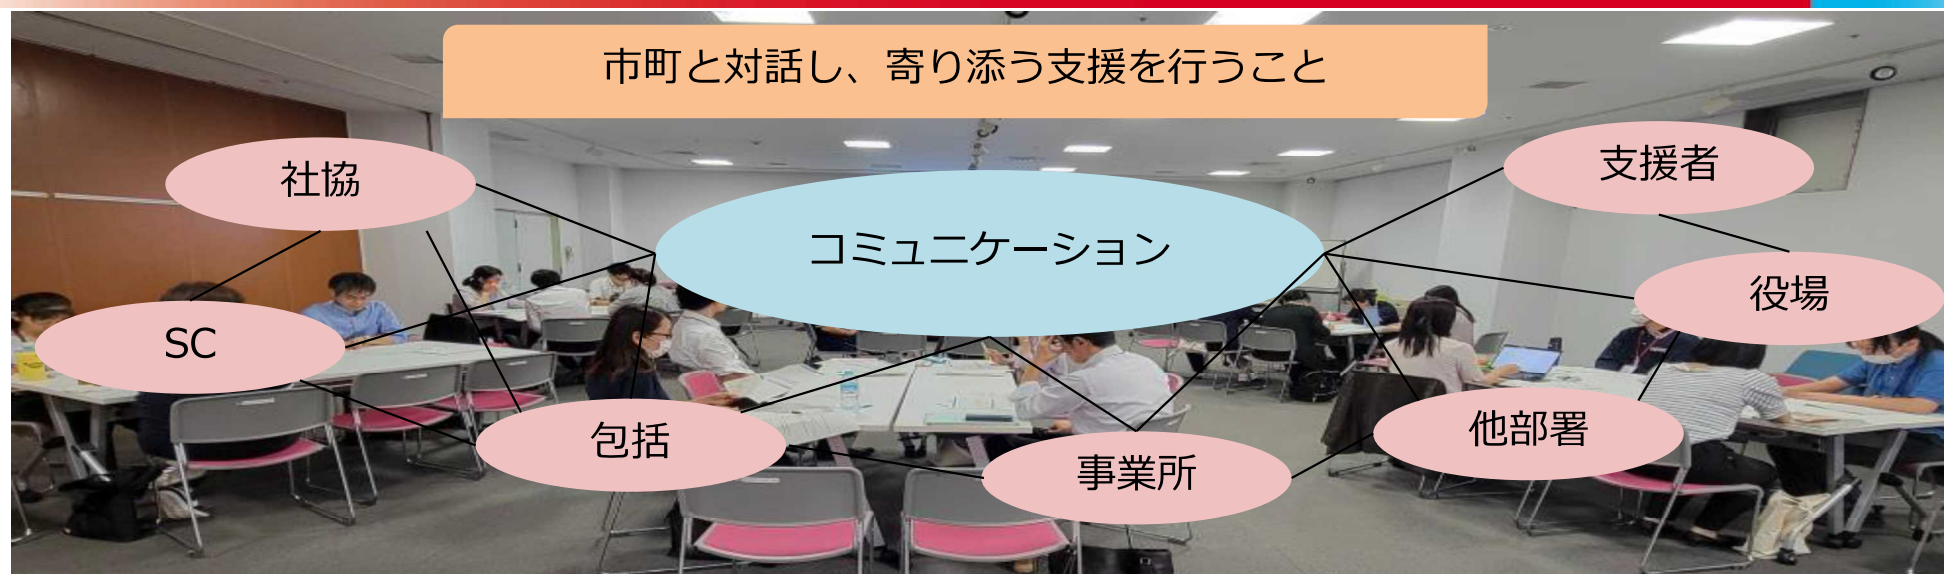 市町と対話し、寄り添う支援を行うこと
社協
支援者
コミュニケーション
役場
SC
包括
他部署
事業所